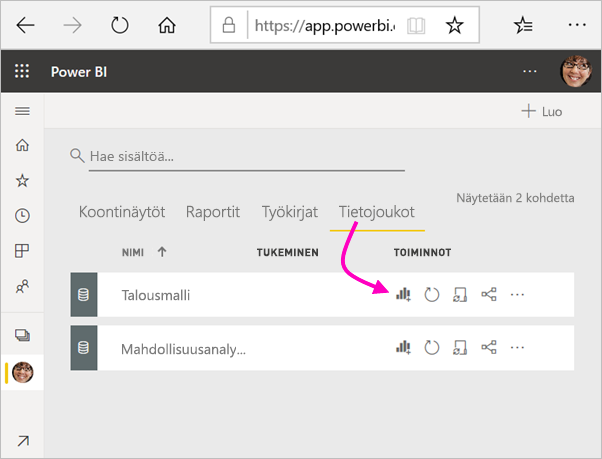 https://app.powerbi.c
Power BI
Luo
Hae sisältöä...
Näytetään 2 kohdetta
Koontinäytöt Raportit Työkirjat Tietojoukot
NIMI TUKEMINEN TOIMINNOT
Talousmalli
Mahdollisuusanaly...